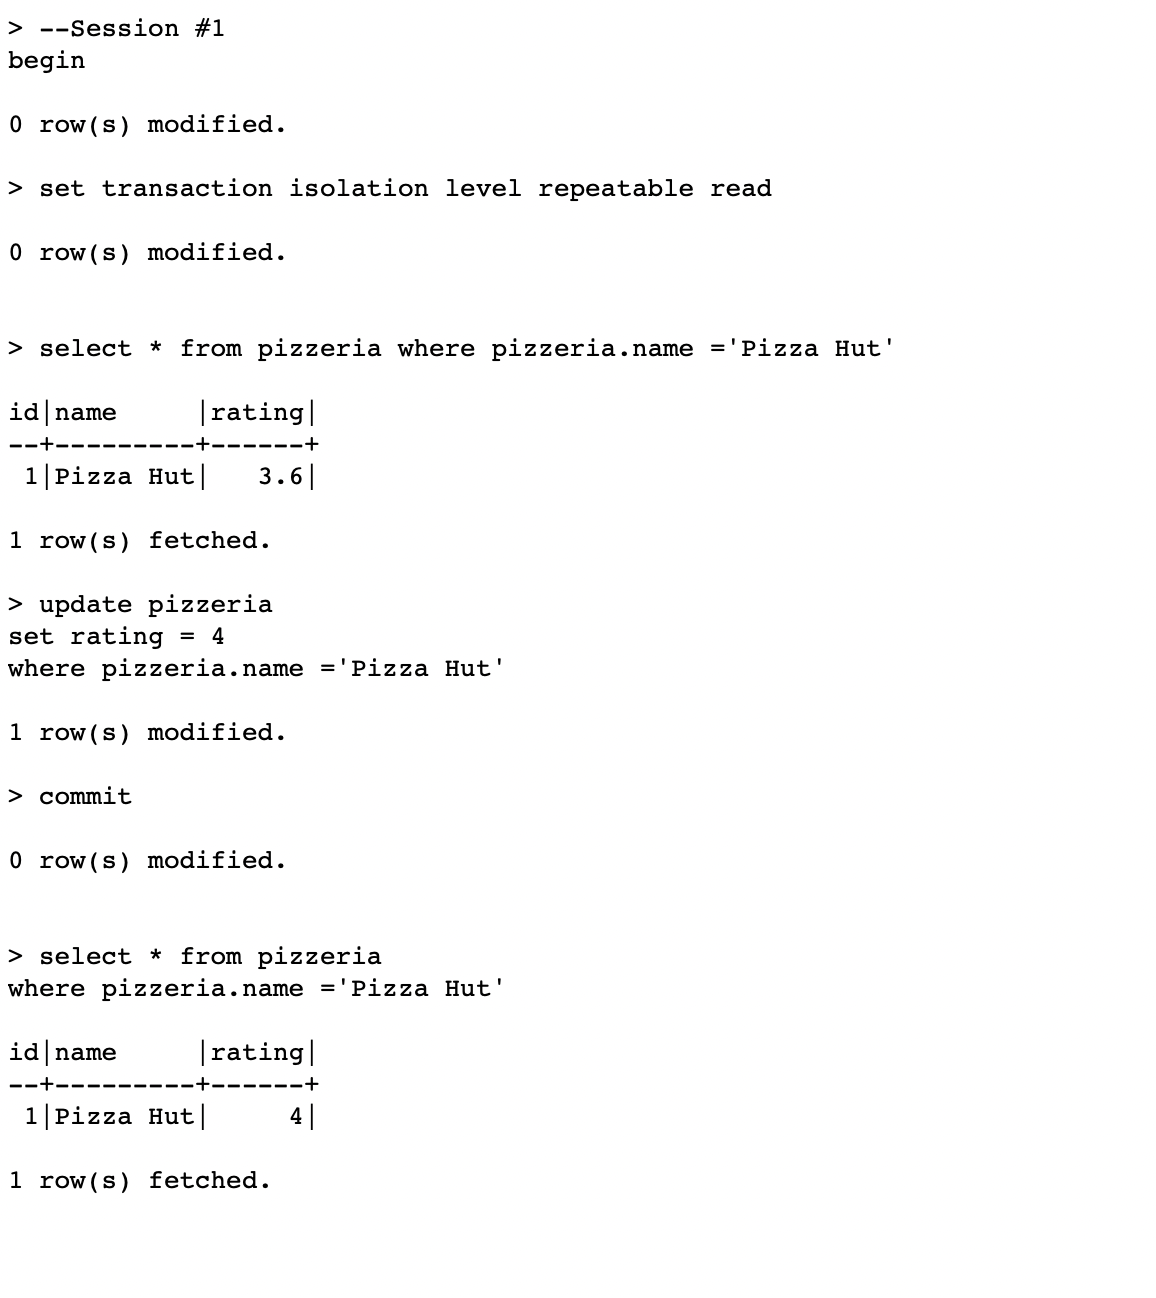 > --Session #1
begin
0 row(s) modified.
> set transaction isolation level repeatable read
0 row(s) modified.
> select * from pizzeria where pizzeria.name ='Pizza Hut'
id|name     |rating|
--+---------+------+
 1|Pizza Hut|   3.6|
1 row(s) fetched.
> update pizzeria
set rating = 4
where pizzeria.name ='Pizza Hut'
1 row(s) modified.
> commit
0 row(s) modified.
> select * from pizzeria
where pizzeria.name ='Pizza Hut'
id|name     |rating|
--+---------+------+
 1|Pizza Hut|     4|
1 row(s) fetched.